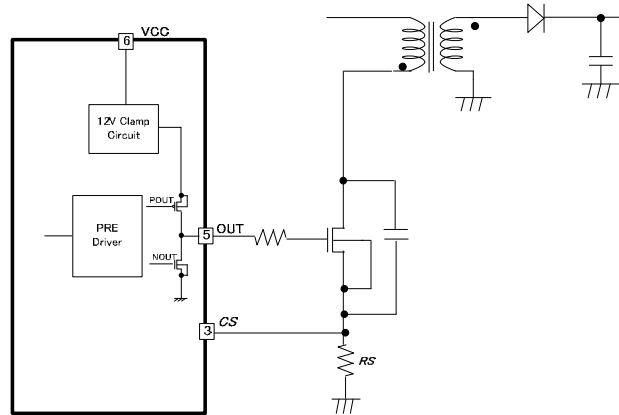 6 VCC
12V Clamp
Circuit
POUT
PRE
Driver
5 OUT
NOUT
3 CS
RS